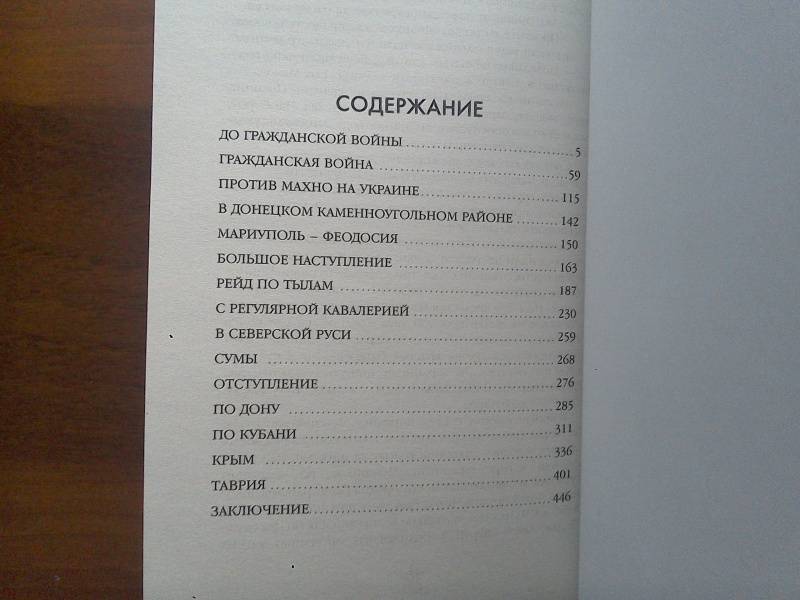 СОДЕРЖАНИЕ
ДО ГРАЖДАНСКОЙ ВОЙНЫ 5
ГРАЖДАНСКАЯ ВОЙНА 59
ПРОТИВ МАХНО НА УКРАИНЕ 115
В ДОНЕЦКОМ КАМЕННОУГОЛЬНОМ РАЙОНЕ 142
МАРИУПОЛЬ – ФЕОДОСИЯ 150
БОЛЬШОЕ НАСТУПЛЕНИЕ 163
РЕЙД ПО ТЫЛАМ 187
С РЕГУЛЯРНОЙ КАВАЛЕРИЕЙ 230
В СЕВЕРСКОЙ РУСИ 259
СУМЫ 268
ОТСТУПЛЕНИЕ 276
ПО ДОНУ 285
ПО КУБАНИ 311
КРЫМ 336
ТАВРИЯ 401
ЗАКЛЮЧЕНИЕ 446